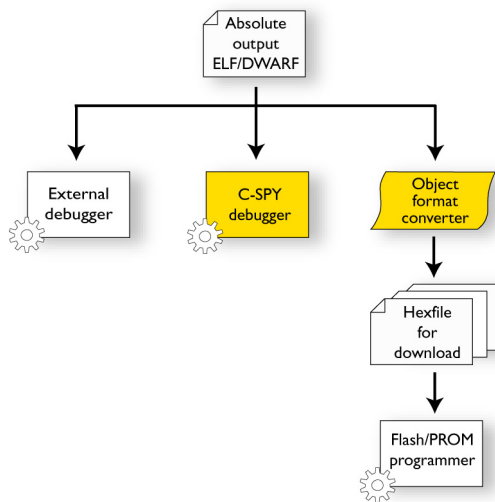 Absolute
output
ELF/DWARF
External
debugger
C-SPY
debugger
Object
format
converter
Hexfile
for
download
Flash/PROM
programmer